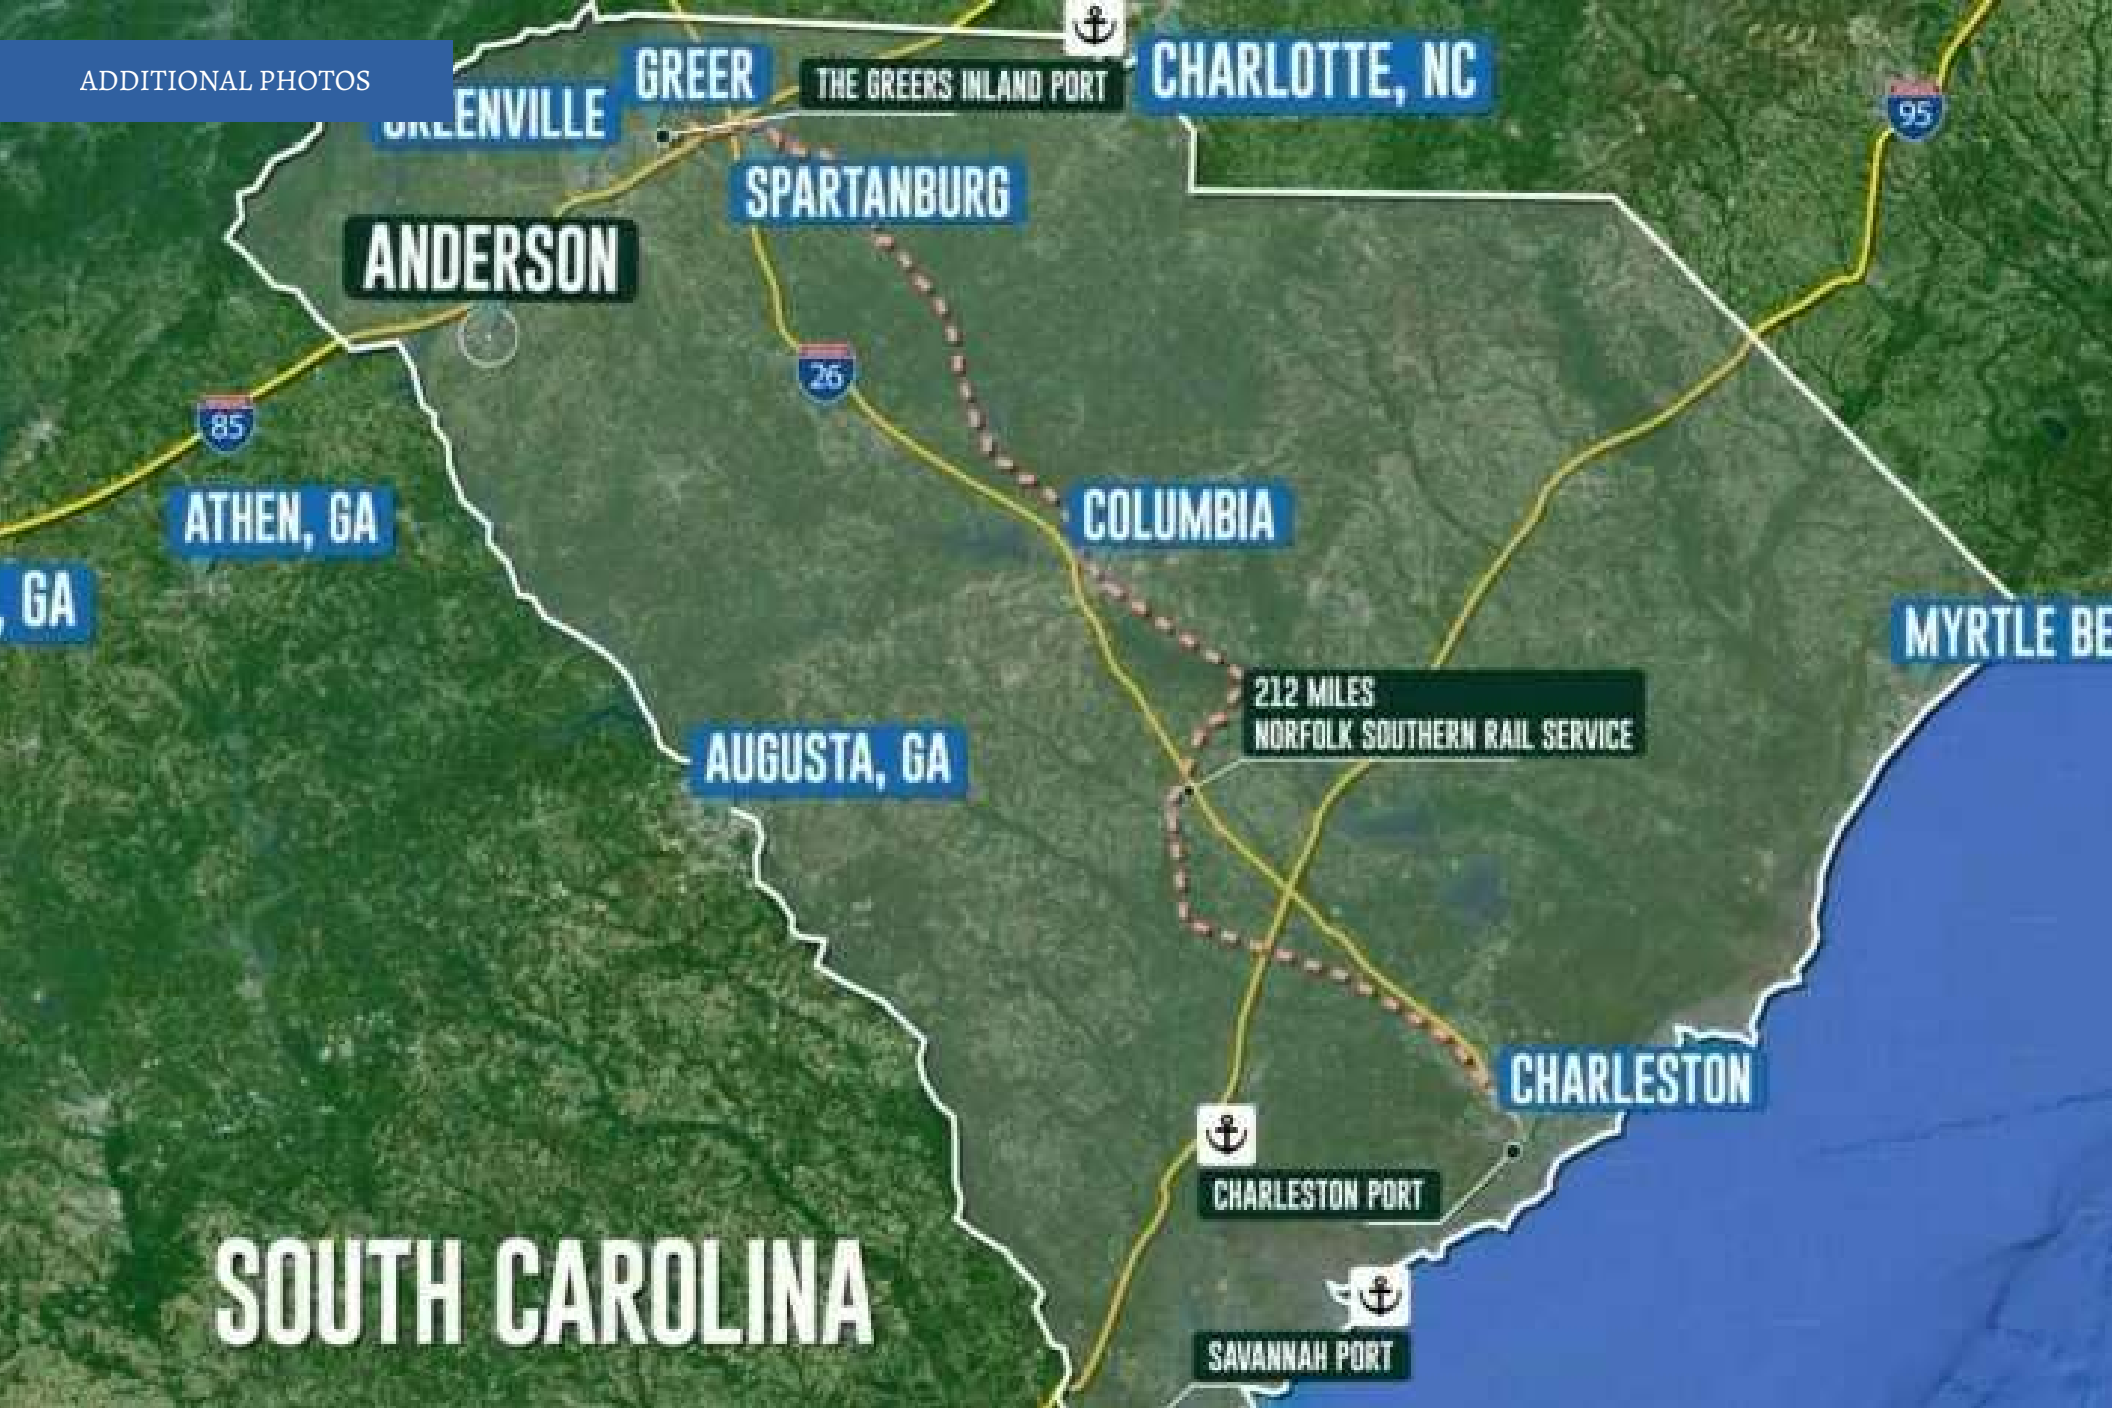 ADDITIONAL PHOTOS
GREER
THE GREERS INLAND PORT
CHARLOTTE, NC
95
GREENVILLE
SPARTANBURG
ANDERSON
26
85
ATHEN, GA
COLUMBIA
, GA
MYRTLE BE
212 MILES
NORFOLK SOUTHERN RAIL SERVICE
AUGUSTA, GA
CHARLESTON
CHARLESTON PORT
SOUTH CAROLINA
SAVANNAH PORT